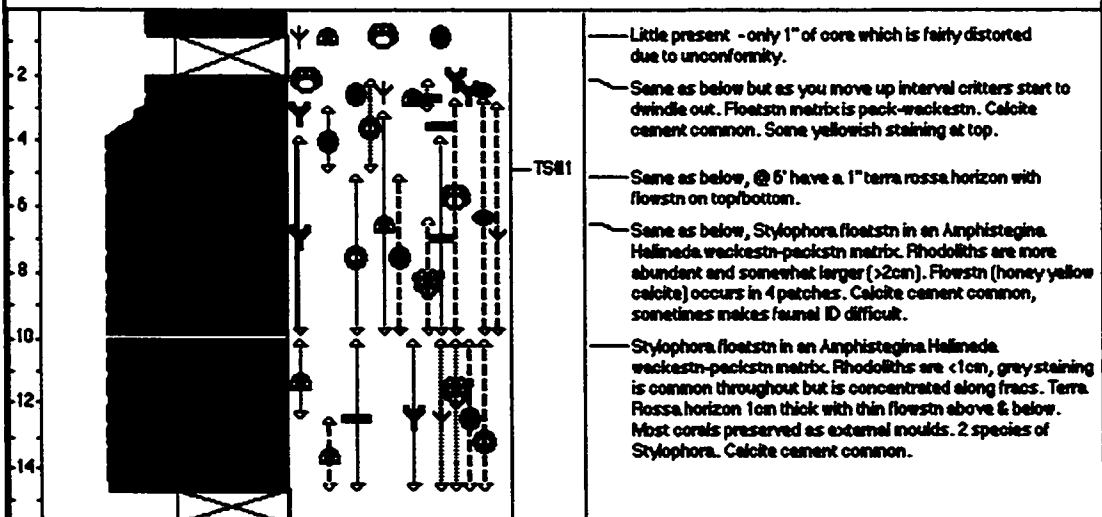 Little present - only 1" of core which is fairly distorted
due to unconformity.
2
Same as below but as you move up interval critters start to
dwindle out. Floatstn matrix is pack-wackestn. Calcite
cement common. Some yellowish staining at top.
4
TS#11
Same as below, @ 6' have a 1" terra rossa horizon with
flowstn on top/bottom.
6
Same as below, Stylophora floatstn in an Amphistegina
Halimeda wackestn-packstn matrix. Rhodoliths are more
abundant and somewhat larger (>2cm). Flowstn (honey yellow
calcite) occurs in 4 patches. Calcite cement common,
sometimes makes faunal ID difficult.
8
10
Stylophora floatstn in an Amphistegina Halimeda
wackestn-packstn matrix. Rhodoliths are <1cm, grey staining
is common throughout but is concentrated along fracs. Terra
Rossa horizon 1cm thick with thin flowstn above & below.
Most corals preserved as external moulds. 2 species of
Stylophora. Calcite cement common.
12
14